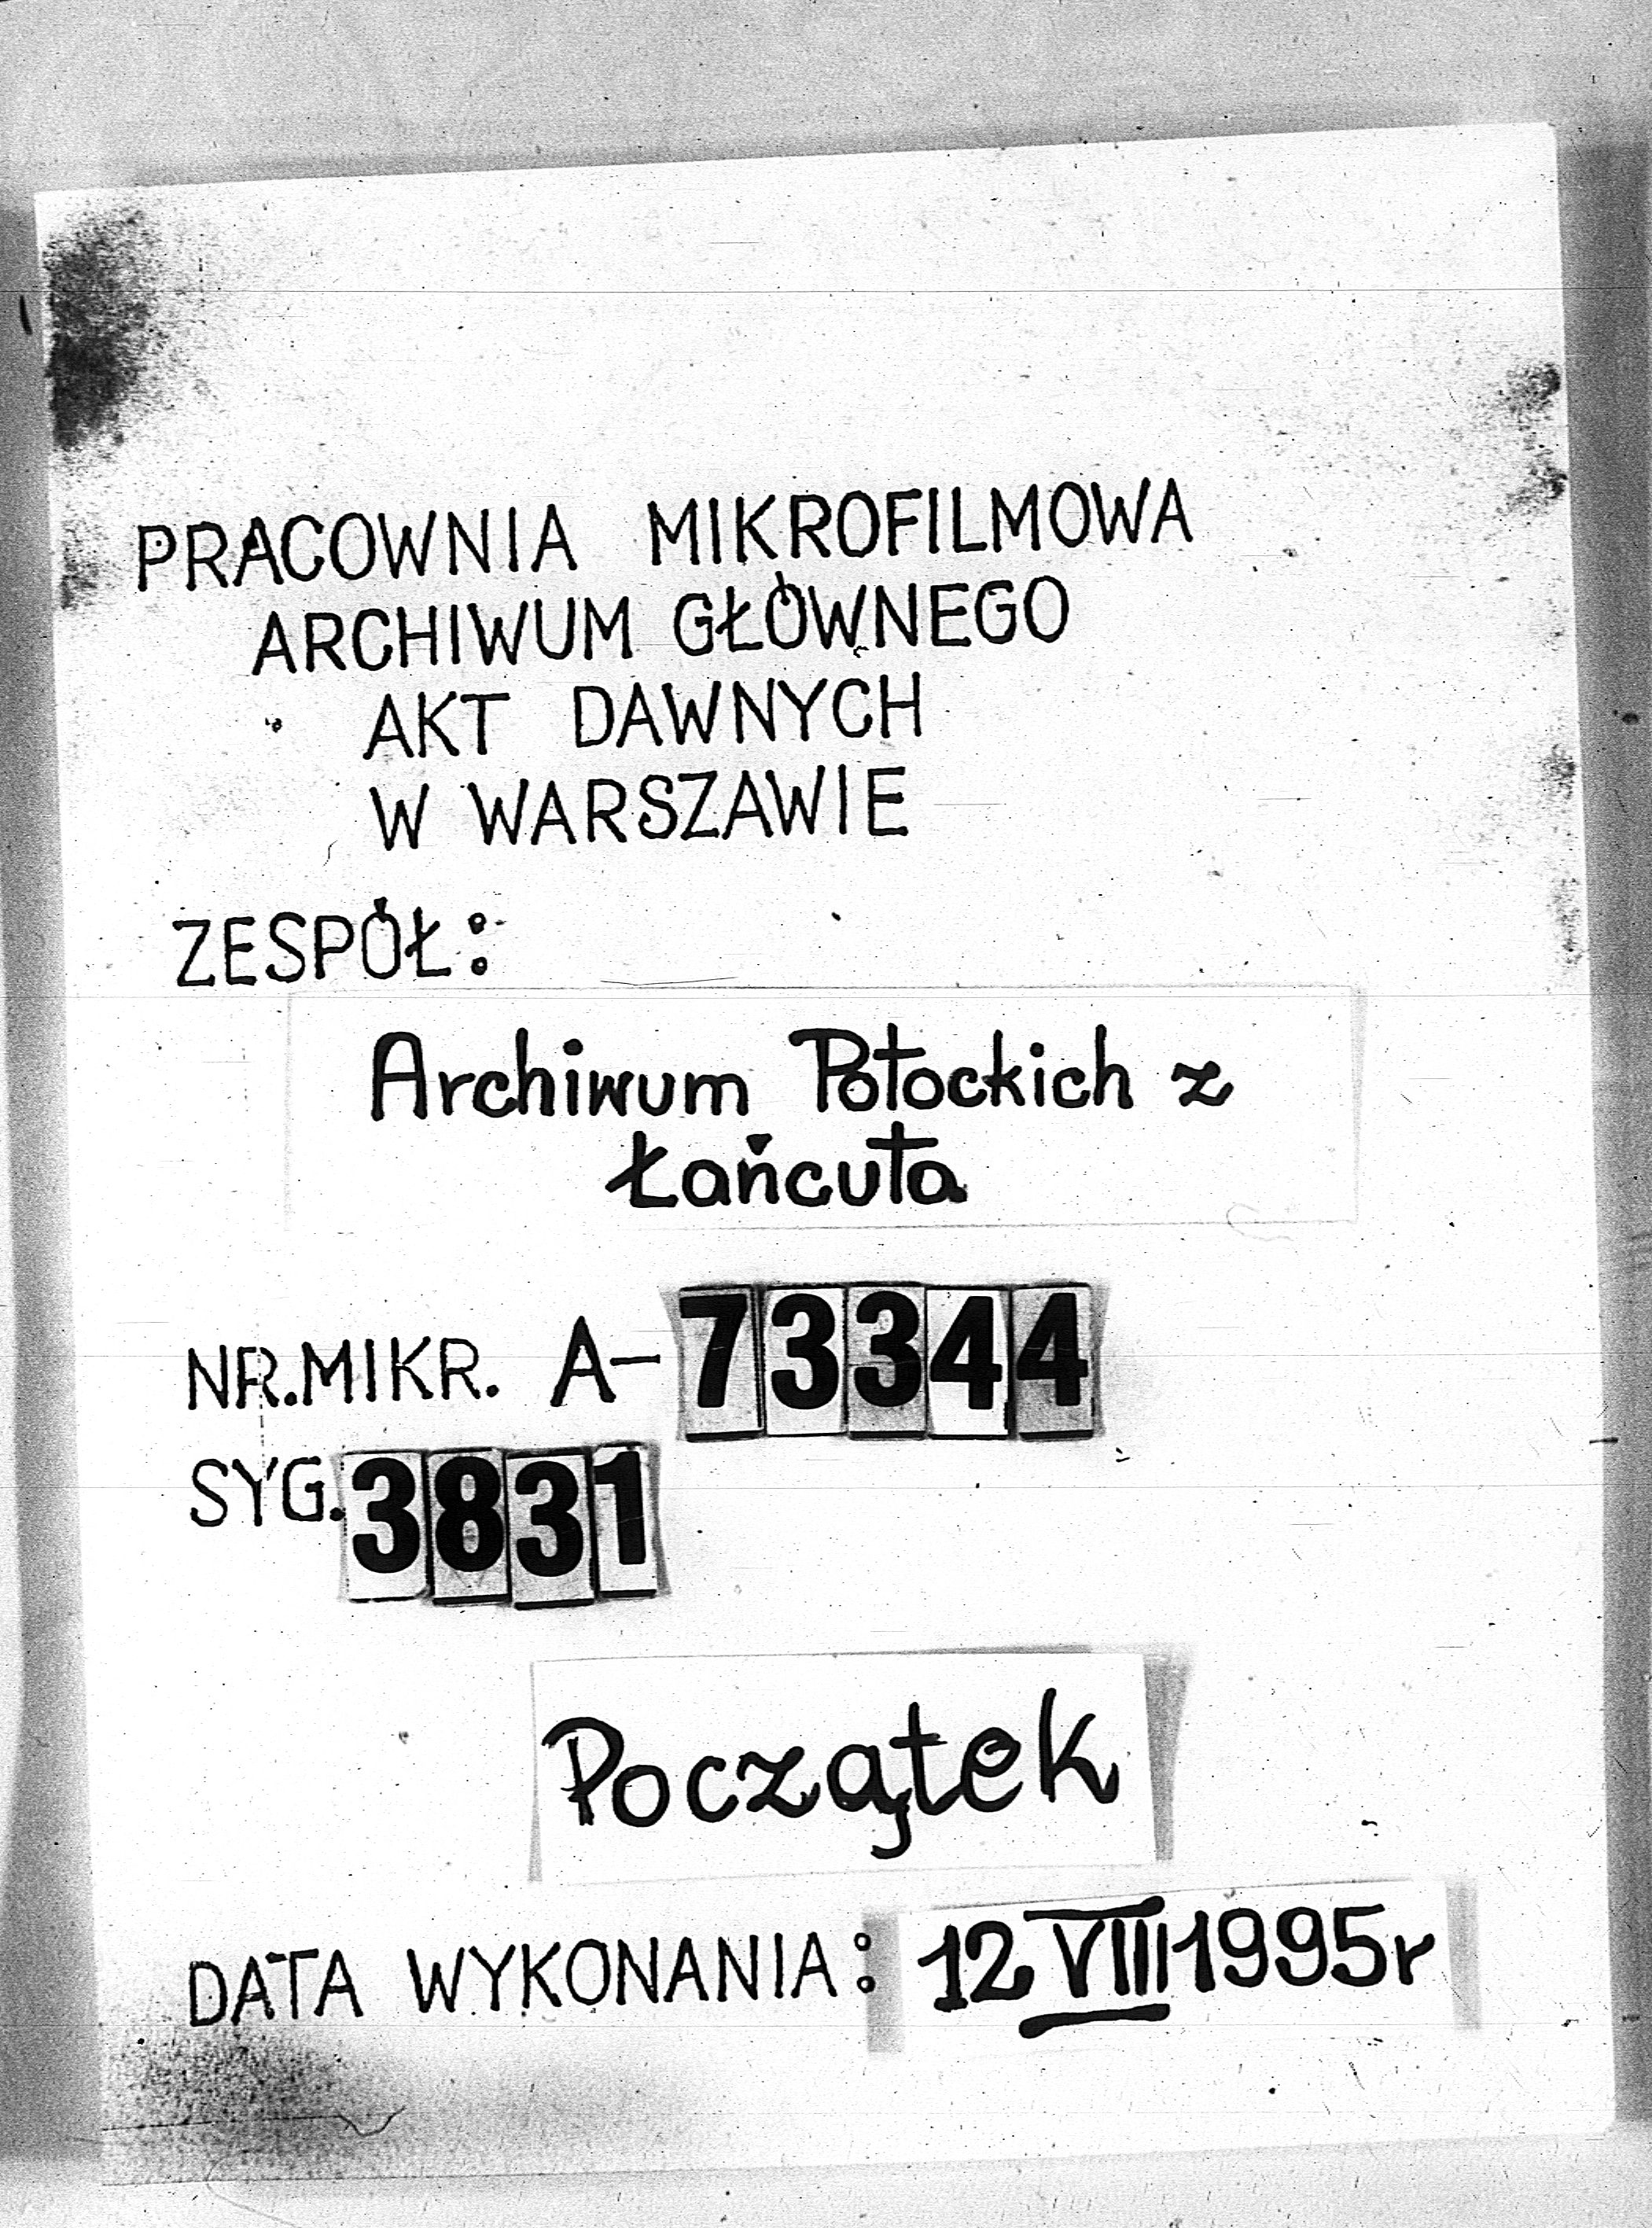 PRACOWNIA MIKROFILMOWA
ARCHIWUM GŁÓWNEGO
AKT DAWNYCH
W WARSZAWIE
ZESPÓŁ:
Archiwum Potockich z
Łańcuta
NR.MIKR. A-73344
SYG.3831
Początek
DATA WYKONANIA: 12 VIII 1995r